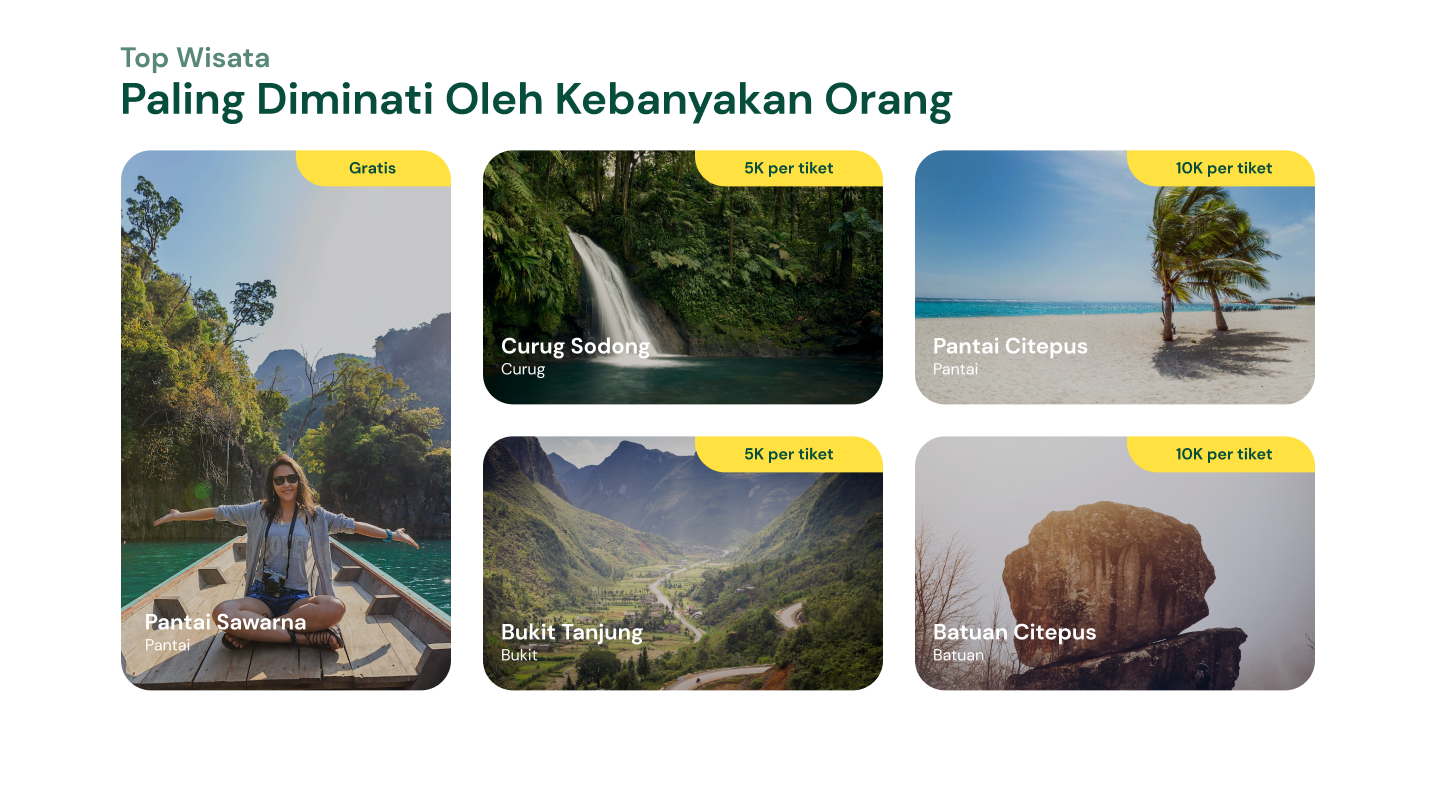 Top Wisata
Paling Diminati Oleh Kebanyakan Orang
Gratis
Pantai Sawarna
Pantai
5K per tiket
Curug Sodong
Curug
10K per tiket
Pantai Citepus
Pantai
5K per tiket
Bukit Tanjung
Bukit
10K per tiket
Batuan Citepus
Batuan